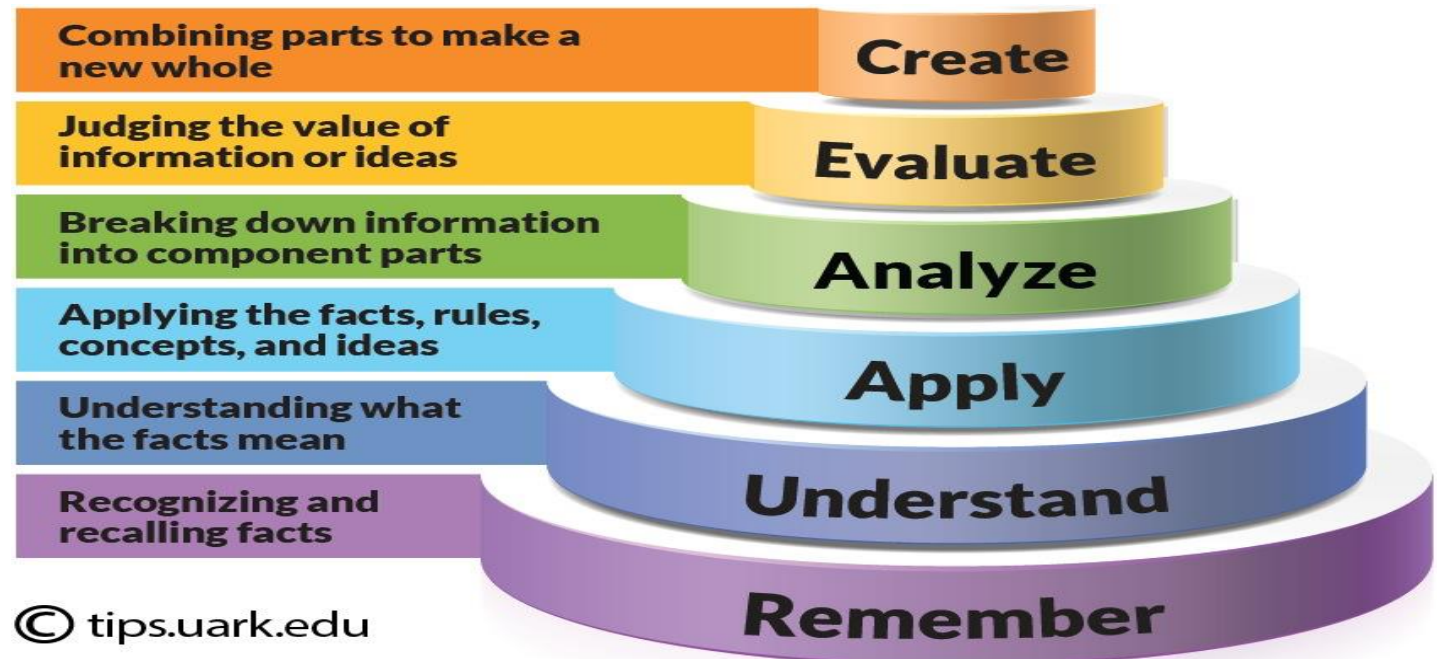 Combining parts to make a
new whole
Create
Judging the value of
information or ideas
Evaluate
Breaking down information
into component parts
Analyze
Applying the facts, rules,
concepts, and ideas
Apply
Understanding what
the facts mean
Understand
Recognizing and
recalling facts
Remember
© tips.uark.edu